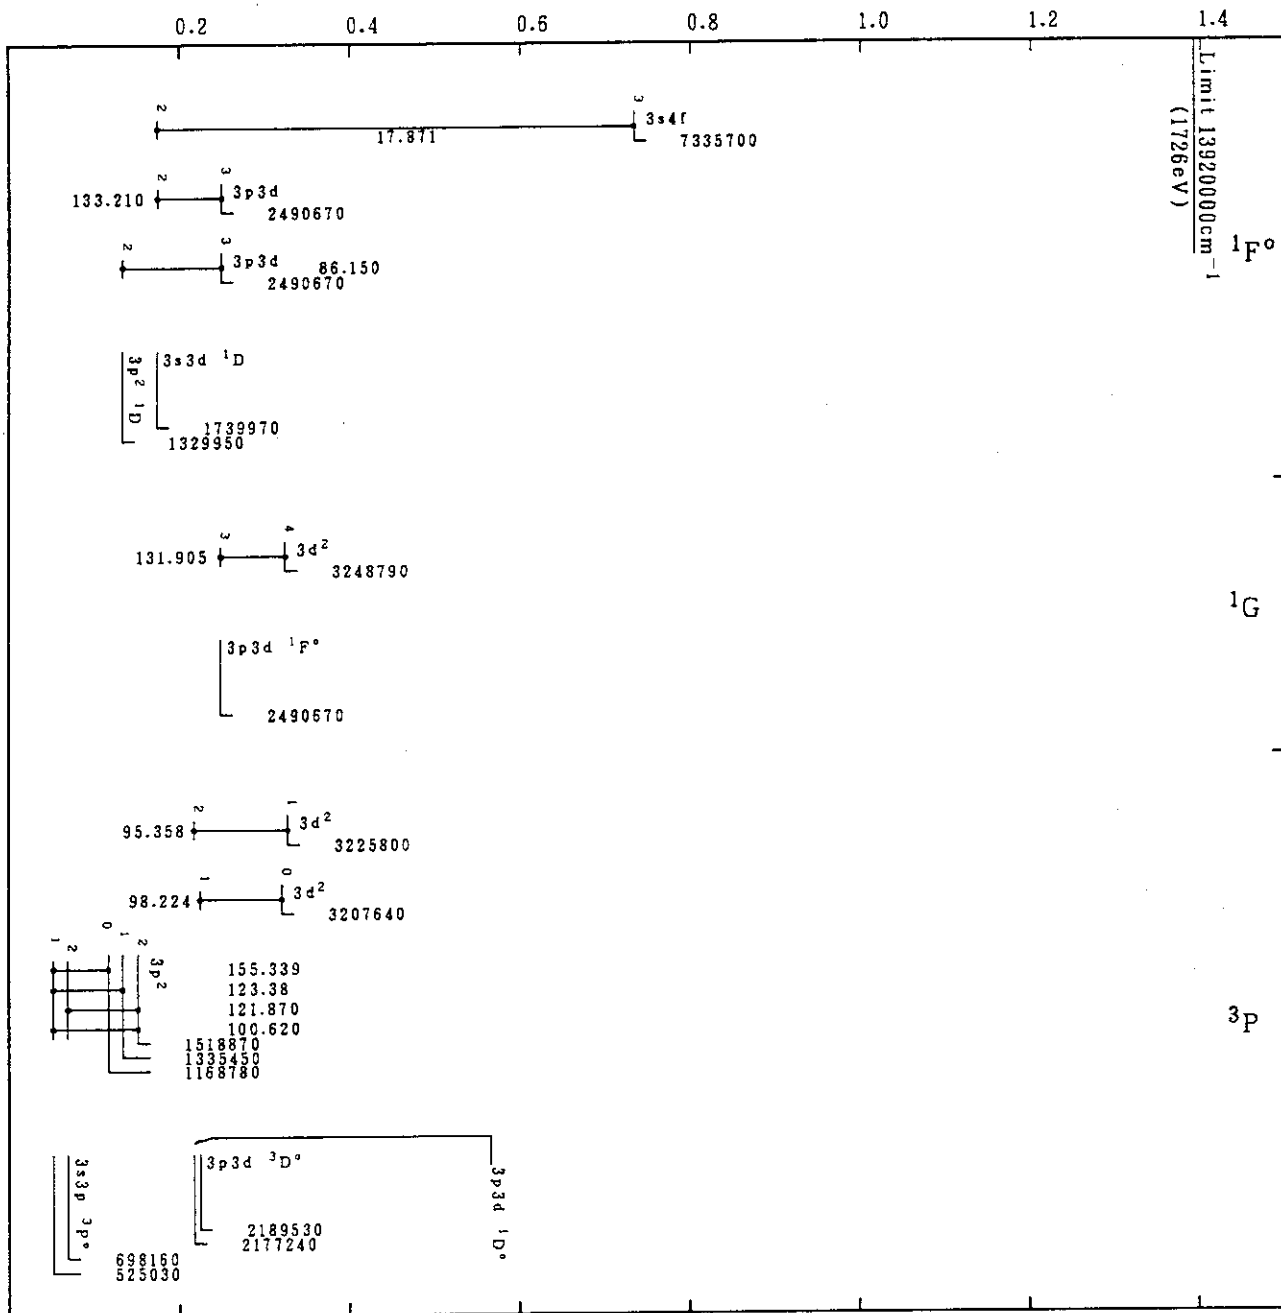 0.2 0.4 0.6 0.8 1.0 1.2 1.4
Limit 13920000cm⁻¹
(1726eV)
2 3 3s4f
17.871 7335700
2 3 3p3d
133.210
2490670
¹F°
2 3 3p3d 86.150
2490670
3p² ¹D
3s3d ¹D
1739970
1329950
3 4 3d²
131.905
3248790
¹G
3p3d ¹F°
2490670
2 1 3d²
95.358
3225800
1 0 3d²
98.224
3207640
1 2 0 1 2 3p²
155.339
123.38
121.870
100.620
³P
1518870
1335450
1168780
3s3p ³P°
3p3d ³D°
3p3d ¹D°
2189530
2177240
698160
525030